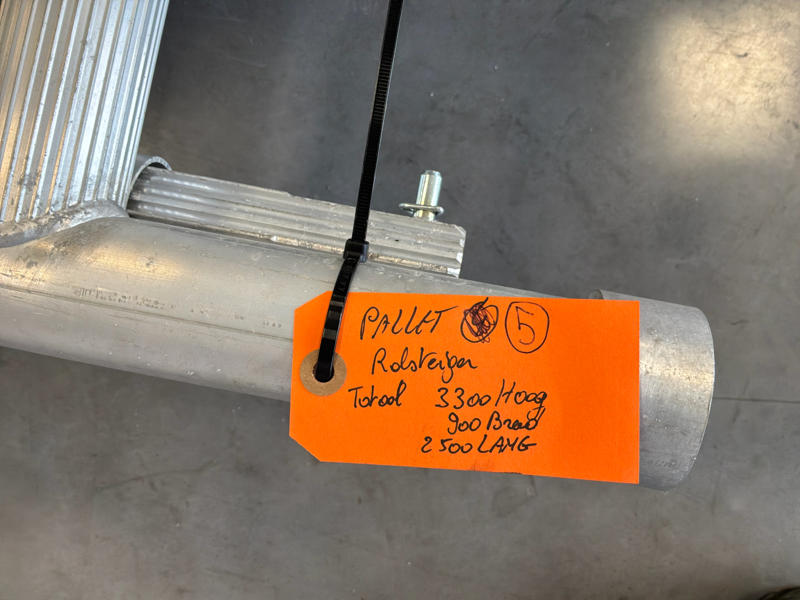 PALLET 5
Rolsteiger
Totaal 3300 Hoog
900 Breed
2500 LANG